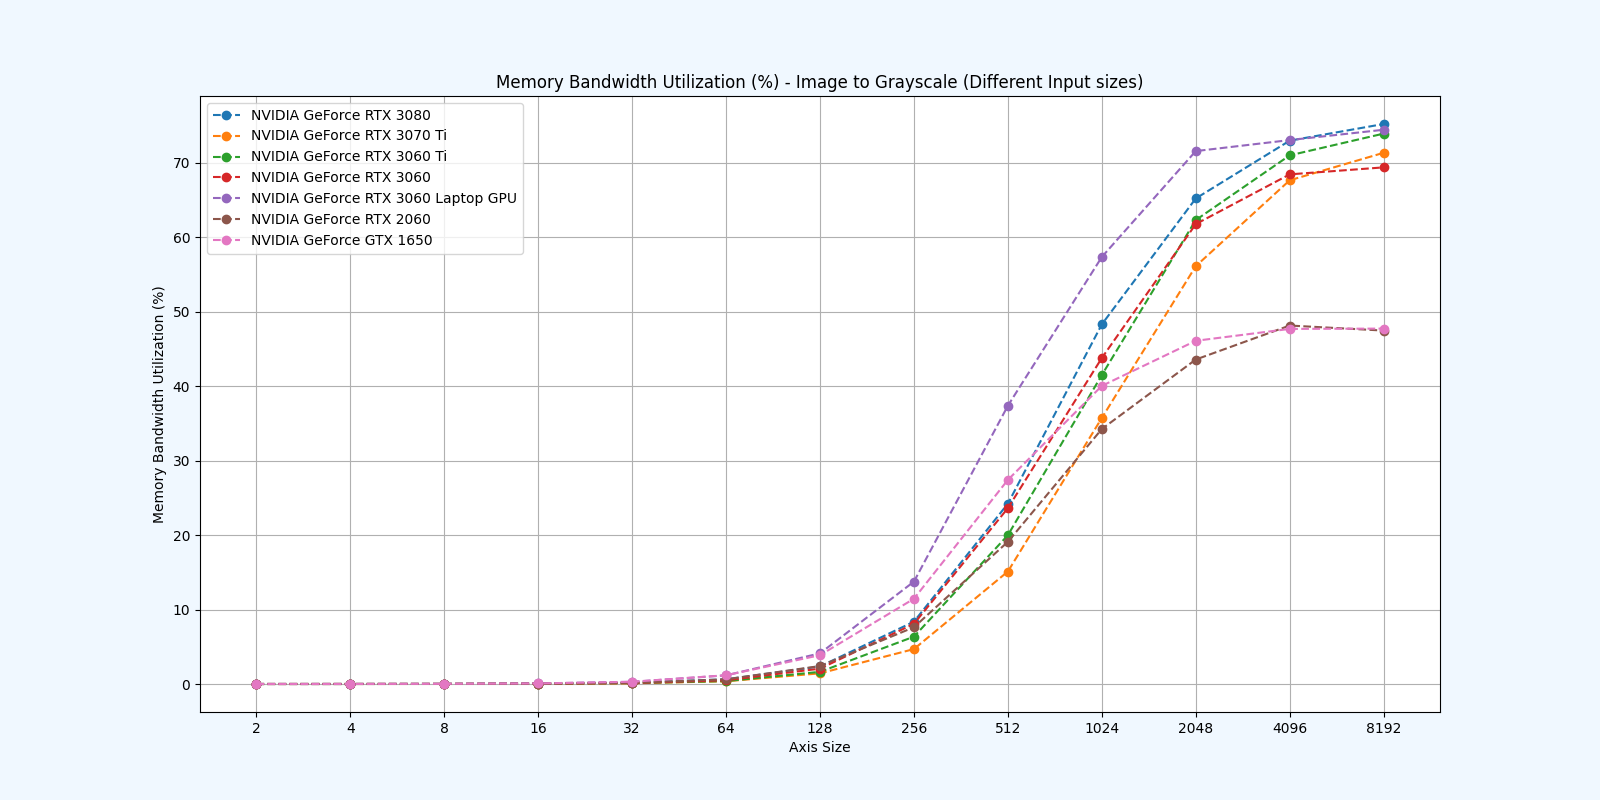 Memory Bandwidth Utilization (%) - Image to Grayscale (Different Input sizes)
NVIDIA GeForce RTX 3080
NVIDIA GeForce RTX 3070 Ti
NVIDIA GeForce RTX 3060 Ti
NVIDIA GeForce RTX 3060
NVIDIA GeForce RTX 3060 Laptop GPU
NVIDIA GeForce RTX 2060
NVIDIA GeForce GTX 1650
Memory Bandwidth Utilization (%)
70
60
50
40
30
20
10
0
2 4 8 16 32 64 128 256 512 1024 2048 4096 8192
Axis Size